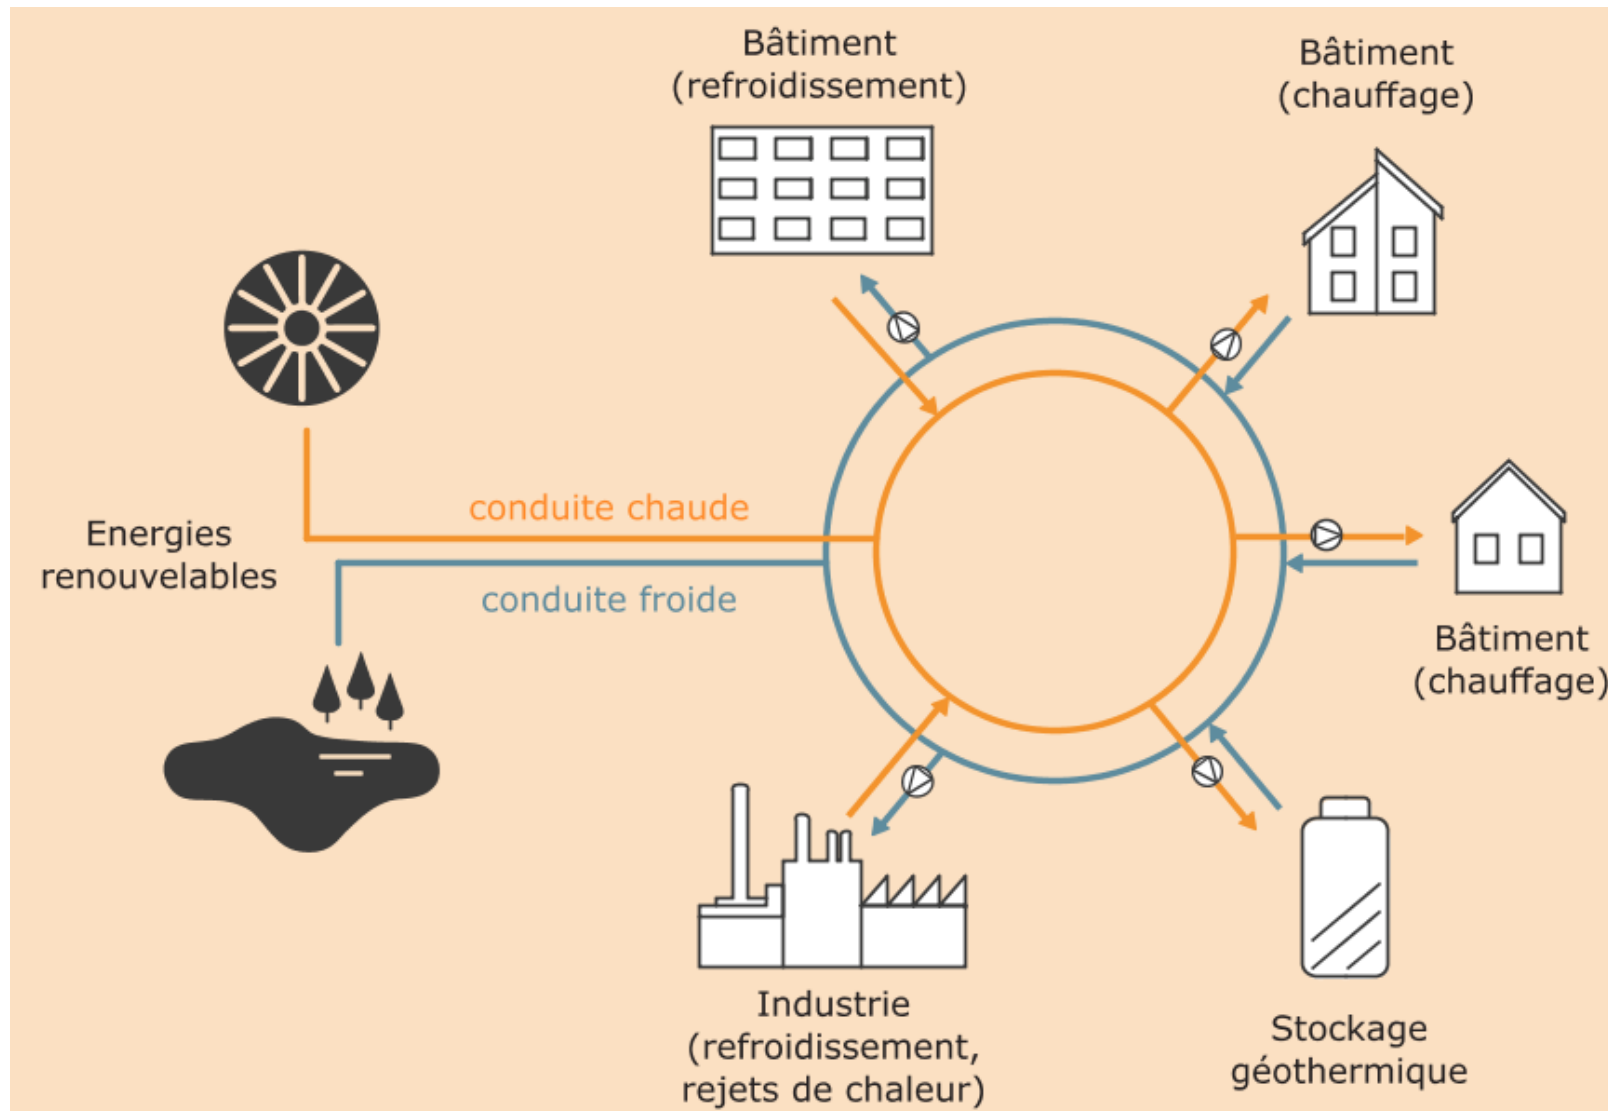 Bâtiment
(refroidissement)
Bâtiment
(chauffage)
conduite chaude
Energies
renouvelables
conduite froide
Bâtiment
(chauffage)
Industrie
(refroidissement,
rejets de chaleur)
Stockage
géothermique